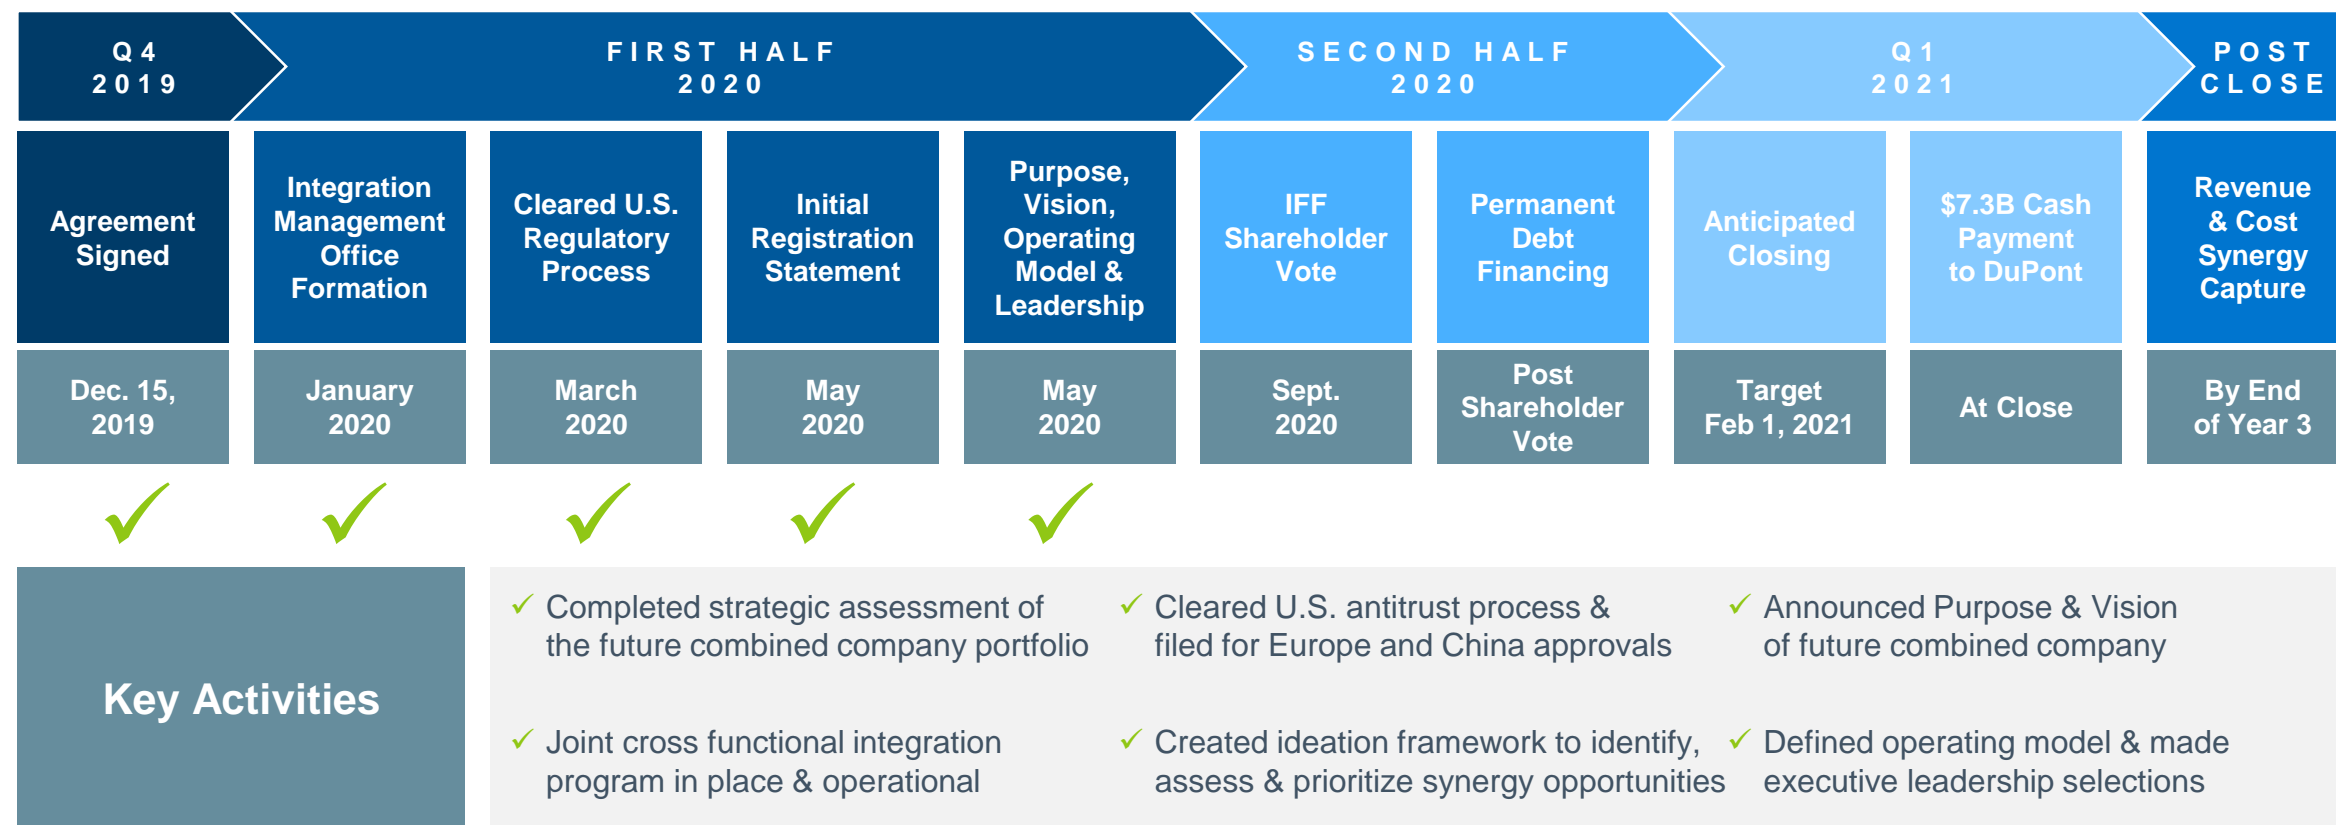 Q4
2019
FIRST HALF
2020
SECOND HALF
2020
Q1
2021
POST
CLOSE
Agreement
Signed
Integration
Management
Office
Formation
Cleared U.S.
Regulatory
Process
Initial
Registration
Statement
Purpose,
Vision,
Operating
Model &
Leadership
IFF
Shareholder
Vote
Permanent
Debt
Financing
Anticipated
Closing
$7.3B Cash
Payment
to DuPont
Revenue
& Cost
Synergy
Capture
Dec. 15,
2019
January
2020
March
2020
May
2020
May
2020
Sept.
2020
Post
Shareholder
Vote
Target
Feb 1, 2021
At Close
By End
of Year 3
Key Activities
Completed strategic assessment of
the future combined company portfolio
Cleared U.S. antitrust process &
filed for Europe and China approvals
Announced Purpose & Vision
of future combined company
Joint cross functional integration
program in place & operational
Created ideation framework to identify,
assess & prioritize synergy opportunities
Defined operating model & made
executive leadership selections